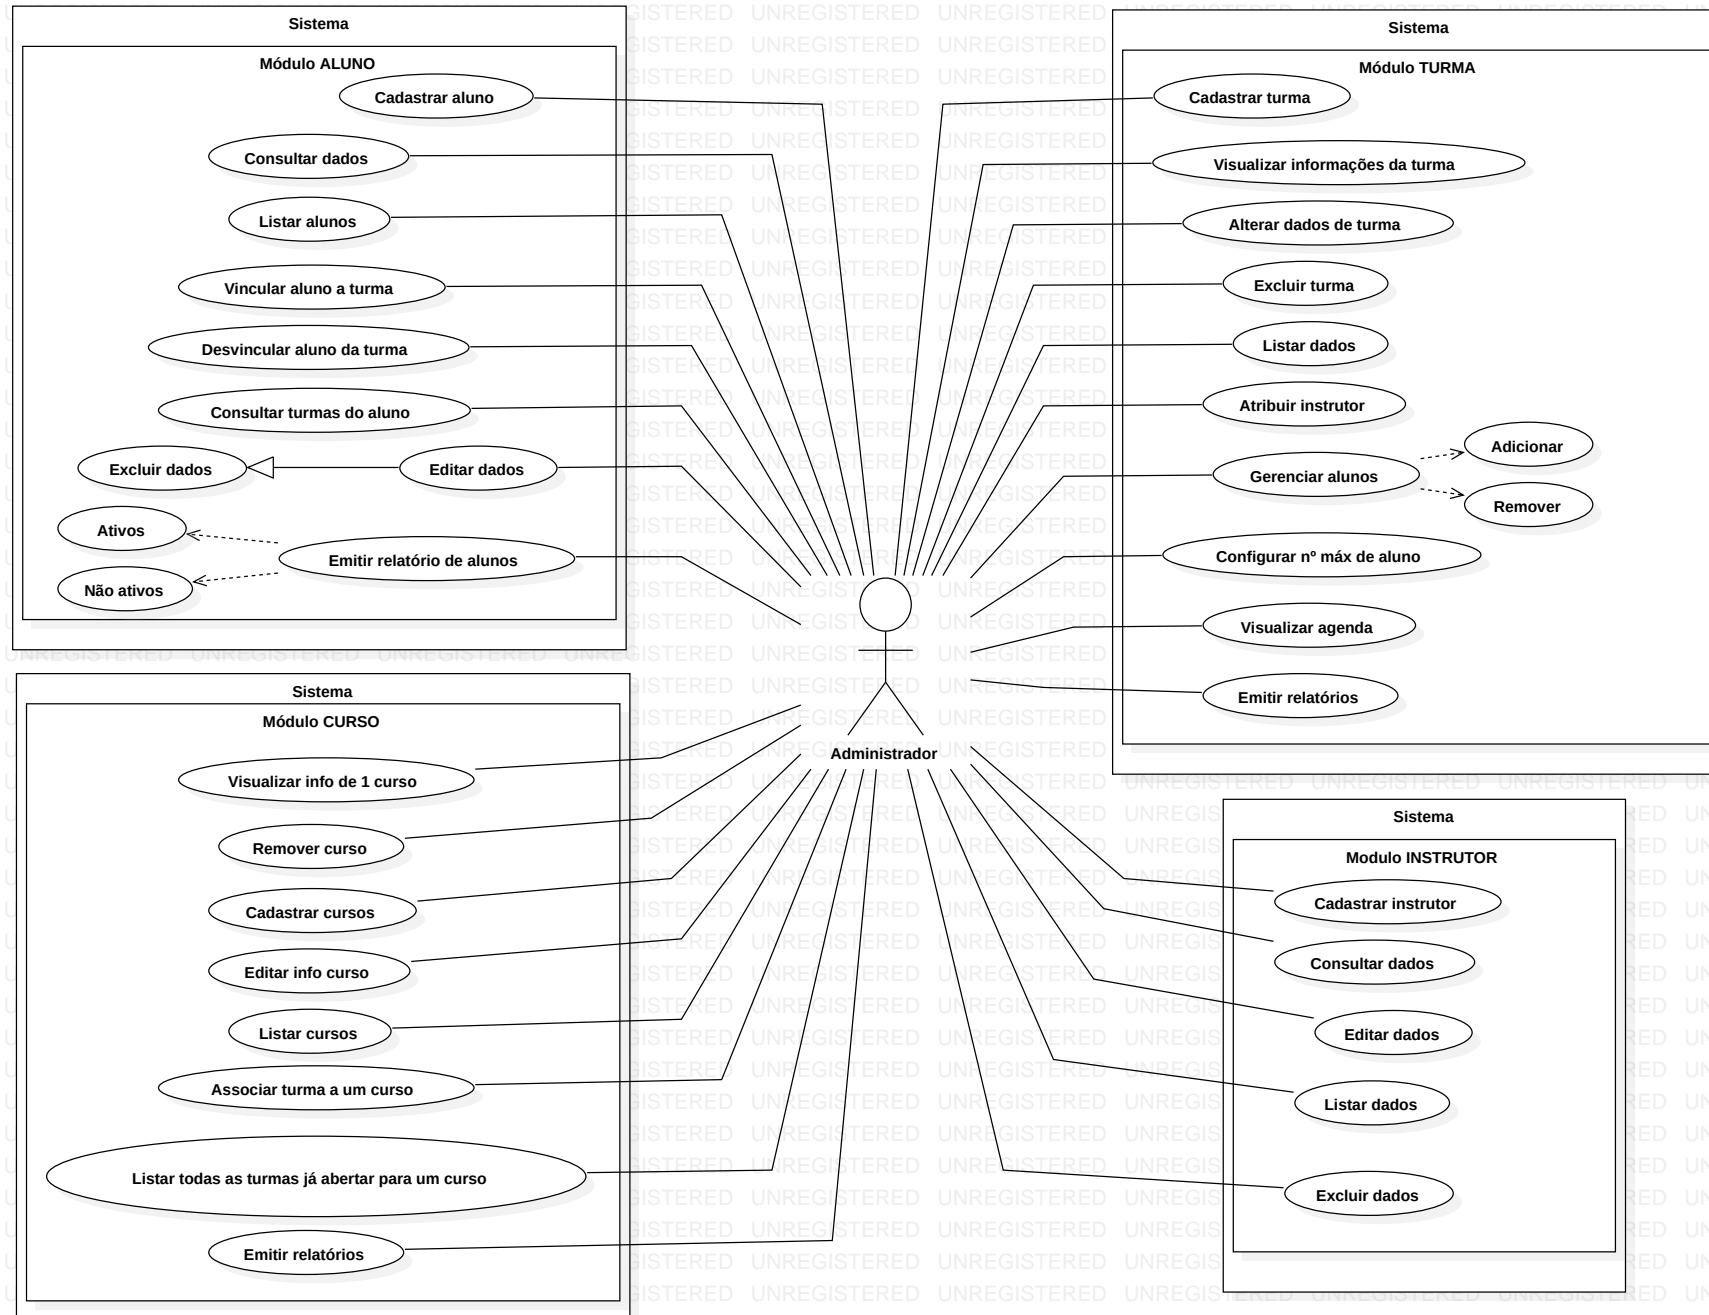 Sistema
Módulo ALUNO
Cadastrar aluno
Consultar dados
Listar alunos
Vincular aluno a turma
Desvincular aluno da turma
Consultar turmas do aluno
Excluir dados
Editar dados
Ativos
Emitir relatório de alunos
Não ativos
Sistema
Módulo TURMA
Cadastrar turma
Visualizar informações da turma
Alterar dados de turma
Excluir turma
Listar dados
Atribuir instrutor
Gerenciar alunos
Adicionar
Remover
Configurar nº máx de aluno
Visualizar agenda
Emitir relatórios
Administrador
Sistema
Módulo CURSO
Visualizar info de 1 curso
Remover curso
Cadastrar cursos
Editar info curso
Listar cursos
Associar turma a um curso
Listar todas as turmas já abertar para um curso
Emitir relatórios
Sistema
Modulo INSTRUTOR
Cadastrar instrutor
Consultar dados
Editar dados
Listar dados
Excluir dados
UNREGISTERED